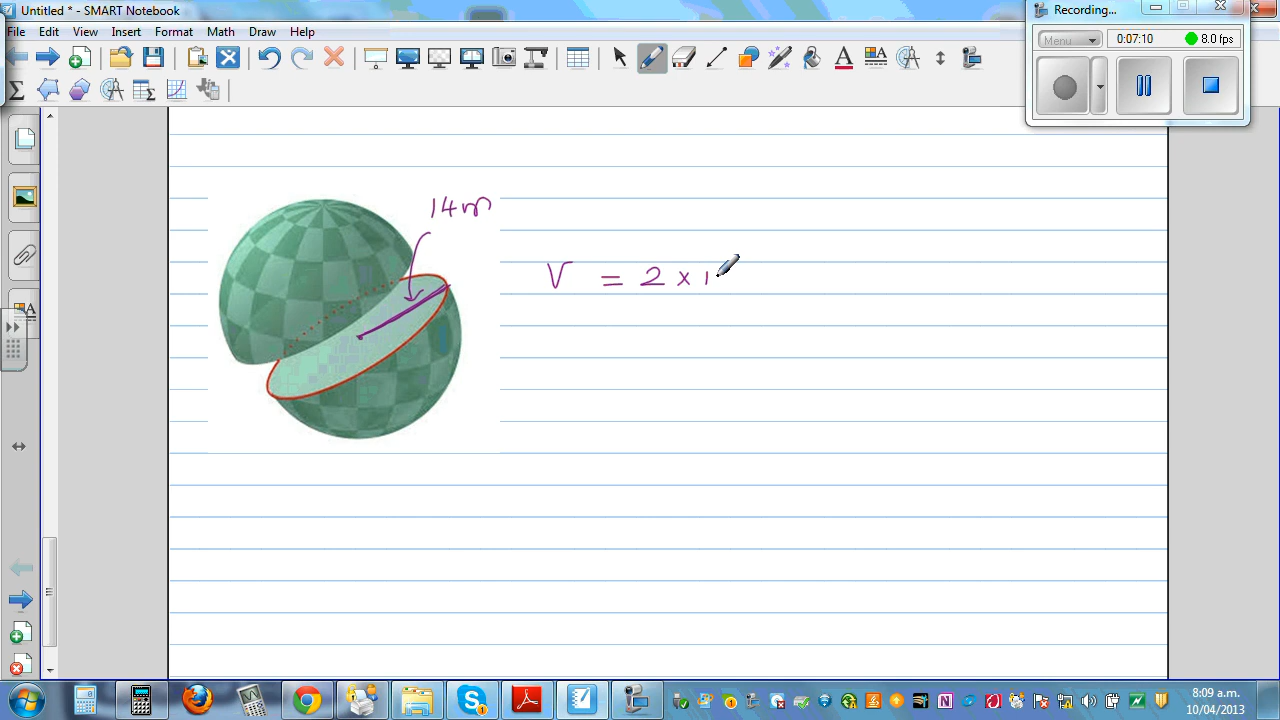 Untitled * - SMART Notebook
File Edit View Insert Format Math Draw Help
Recording...
Menu 0:07:10 8.0 fps
14m
V = 2 x 1
8:09 a.m.
10/04/2013